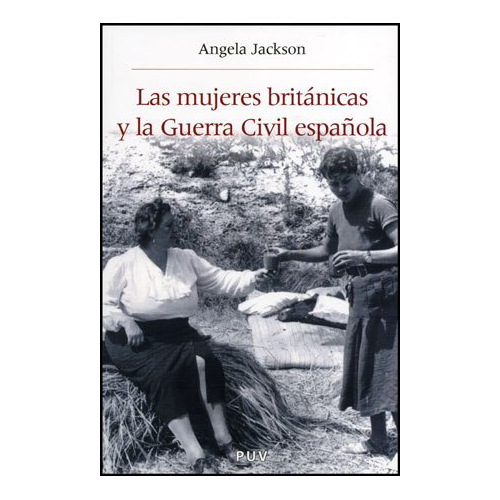 Angela Jackson
Las mujeres británicas
y la Guerra Civil española
PUV